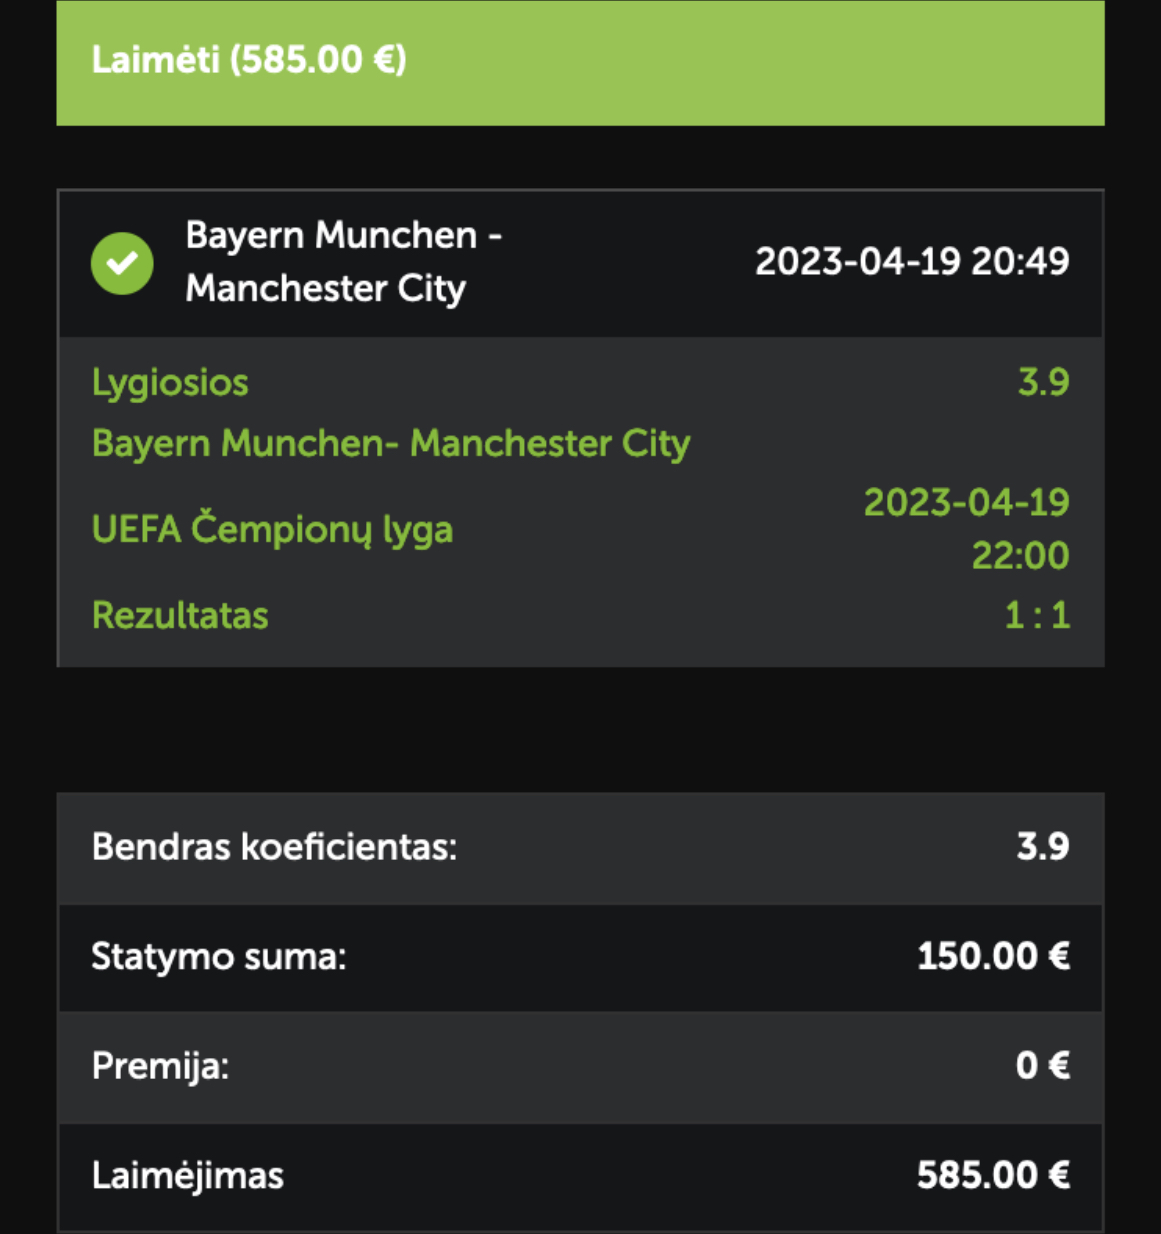 Laimėti (585.00 €)
Bayern Munchen -
Manchester City
2023-04-19 20:49
Lygiosios 3.9
Bayern Munchen- Manchester City
UEFA Čempionų lyga
2023-04-19
22:00
Rezultatas 1 : 1
Bendras koeficientas: 3.9
Statymo suma: 150.00 €
Premija: 0 €
Laimėjimas 585.00 €